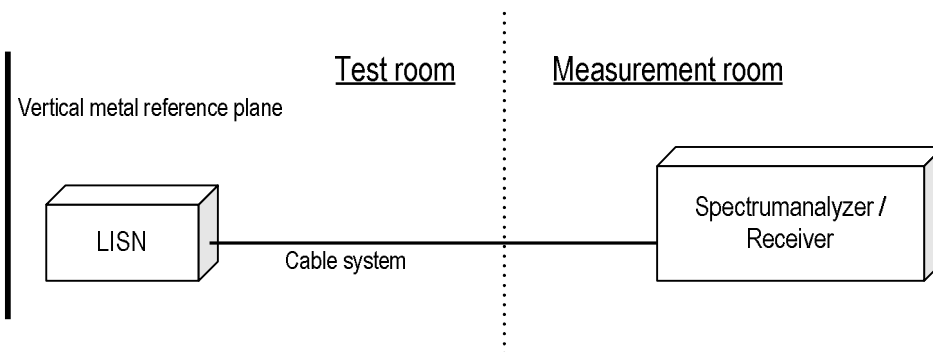 Test room
Measurement room
Vertical metal reference plane
LISN
Cable system
Spectrumanalyzer /
Receiver